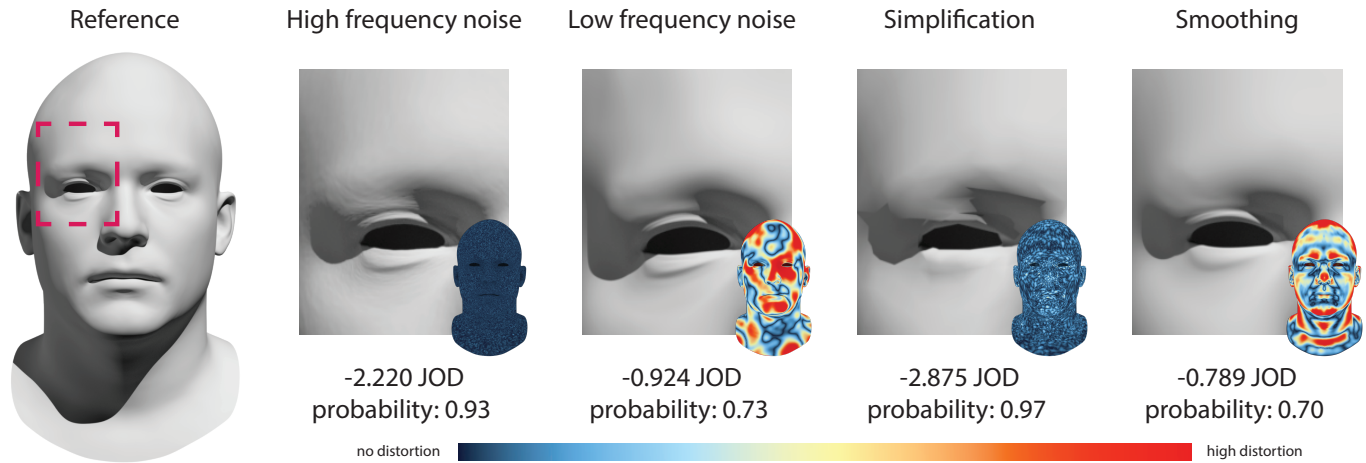 Reference
High frequency noise
Low frequency noise
Simplification
Smoothing
-2.220 JOD
probability: 0.93
-0.924 JOD
probability: 0.73
-2.875 JOD
probability: 0.97
-0.789 JOD
probability: 0.70
no distortion
high distortion